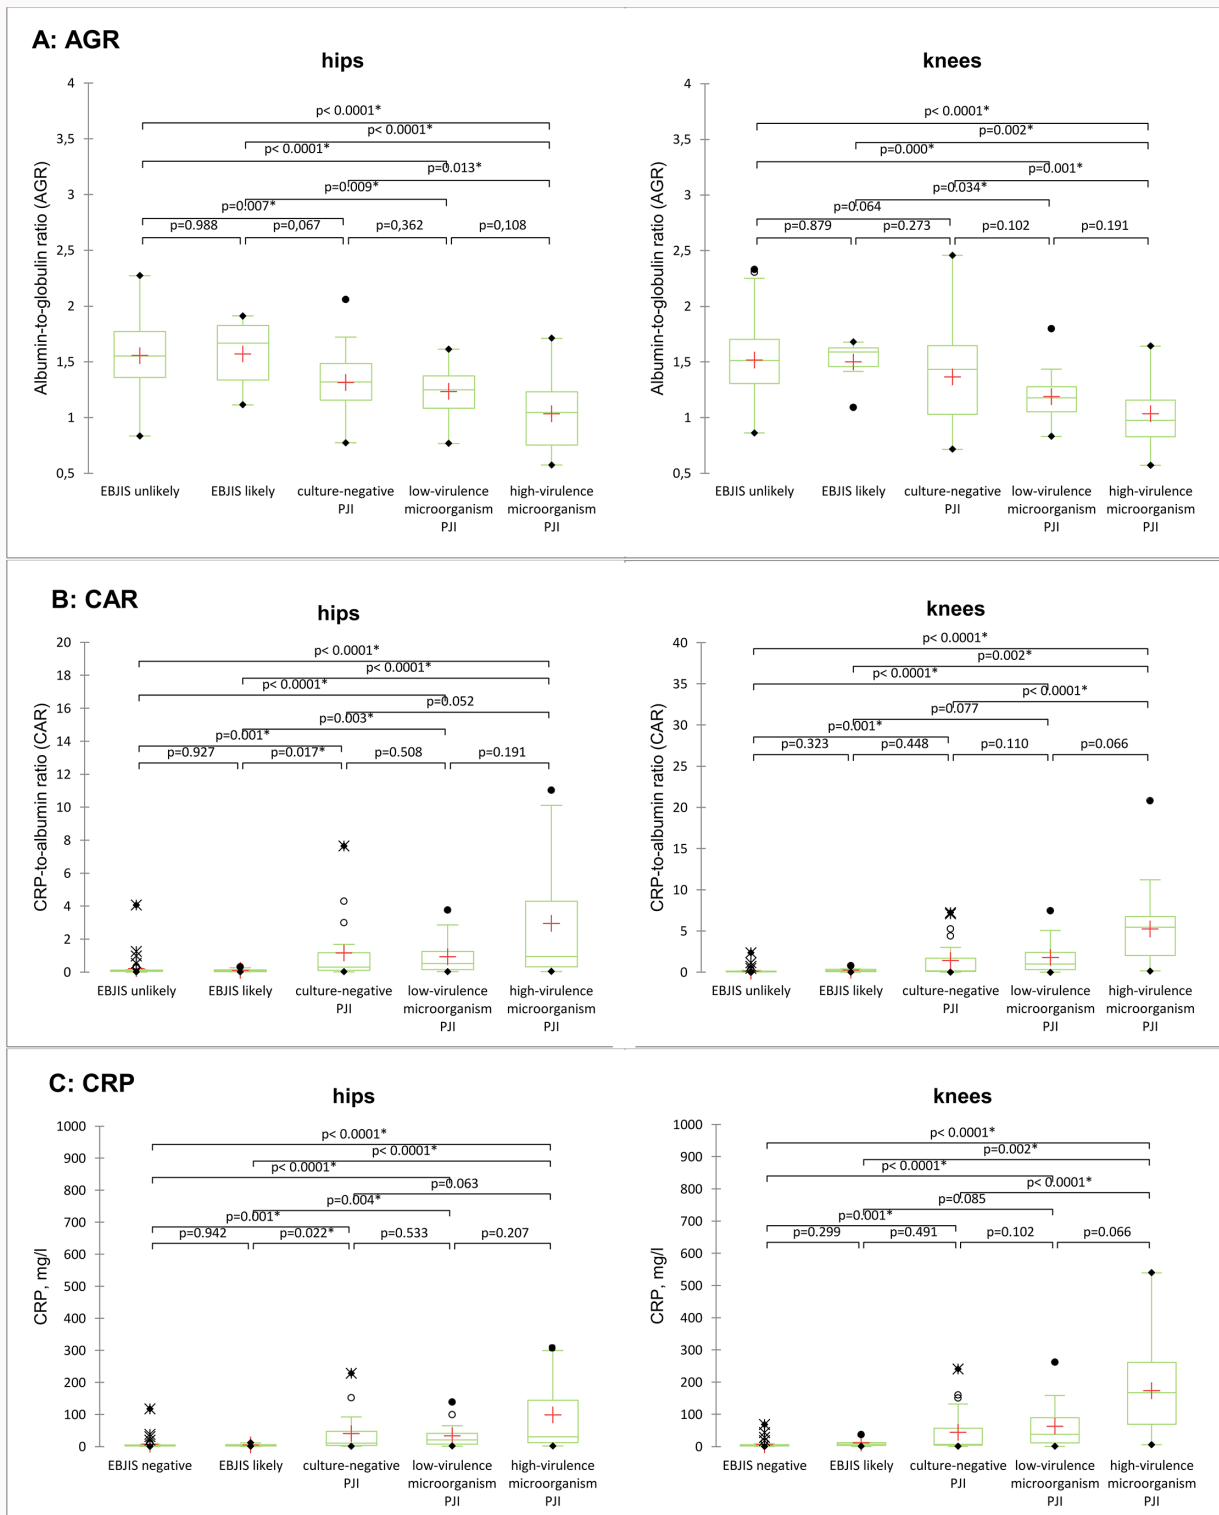 A: AGR
hips
knees
Albumin-to-globulin ratio (AGR)
4
3,5
3
2,5
2
1,5
1
0,5
p< 0.0001*
p< 0.0001*
p< 0.0001*
p=0.013*
p=0.009*
p=0.007*
p=0.988
p=0,067
p=0,362
p=0,108
EBJIS unlikely
EBJIS likely
culture-negative
PJI
low-virulence
microorganism
PJI
high-virulence
microorganism
PJI
Albumin-to-globulin ratio (AGR)
4
3,5
3
2,5
2
1,5
1
0,5
p< 0.0001*
p=0.002*
p=0.000*
p=0.001*
p=0.034*
p=0.064
p=0.879
p=0.273
p=0.102
p=0.191
EBJIS unlikely
EBJIS likely
culture-negative
PJI
low-virulence
microorganism
PJI
high-virulence
microorganism
PJI
B: CAR
hips
knees
CRP-to-albumin ratio (CAR)
20
18
16
14
12
10
8
6
4
2
0
p< 0.0001*
p< 0.0001*
p< 0.0001*
p=0.052
p=0.003*
p=0.001*
p=0.927
p=0.017*
p=0.508
p=0.191
EBJIS unlikely
EBJIS likely
culture-negative
PJI
low-virulence
microorganism
PJI
high-virulence
microorganism
PJI
CRP-to-albumin ratio (CAR)
40
35
30
25
20
15
10
5
0
p< 0.0001*
p=0.002*
p< 0.0001*
p< 0.0001*
p=0.077
p=0.001*
p=0.323
p=0.448
p=0.110
p=0.066
EBJIS unlikely
EBJIS likely
culture-negative
PJI
low-virulence
microorganism
PJI
high-virulence
microorganism
PJI
C: CRP
hips
knees
CRP, mg/l
1000
900
800
700
600
500
400
300
200
100
0
p< 0.0001*
p< 0.0001*
p< 0.0001*
p=0.063
p=0.004*
p=0.001*
p=0.942
p=0.022*
p=0.533
p=0.207
EBJIS negative
EBJIS likely
culture-negative
PJI
low-virulence
microorganism
PJI
high-virulence
microorganism
PJI
CRP, mg/l
1000
900
800
700
600
500
400
300
200
100
0
p< 0.0001*
p=0.002*
p< 0.0001*
p< 0.0001*
p=0.085
p=0.001*
p=0.299
p=0.491
p=0.102
p=0.066
EBJIS negative
EBJIS likely
culture-negative
PJI
low-virulence
microorganism
PJI
high-virulence
microorganism
PJI